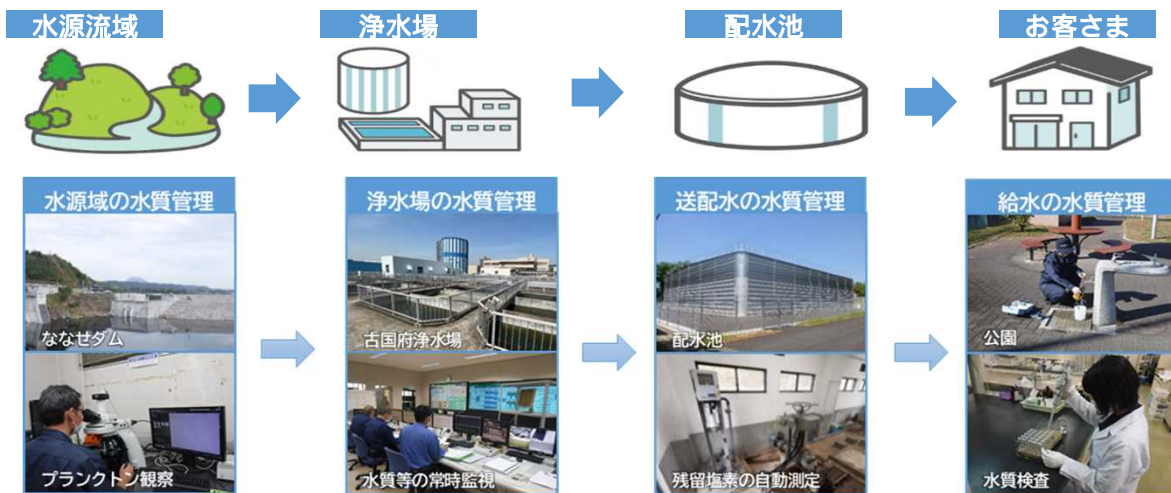 水源流域
浄水場
配水池
お客さま
水源域の水質管理
浄水場の水質管理
送配水の水質管理
給水の水質管理
ななせダム
古国府浄水場
配水池
公園
プランクトン観察
水質等の常時監視
残留塩素の自動測定
水質検査